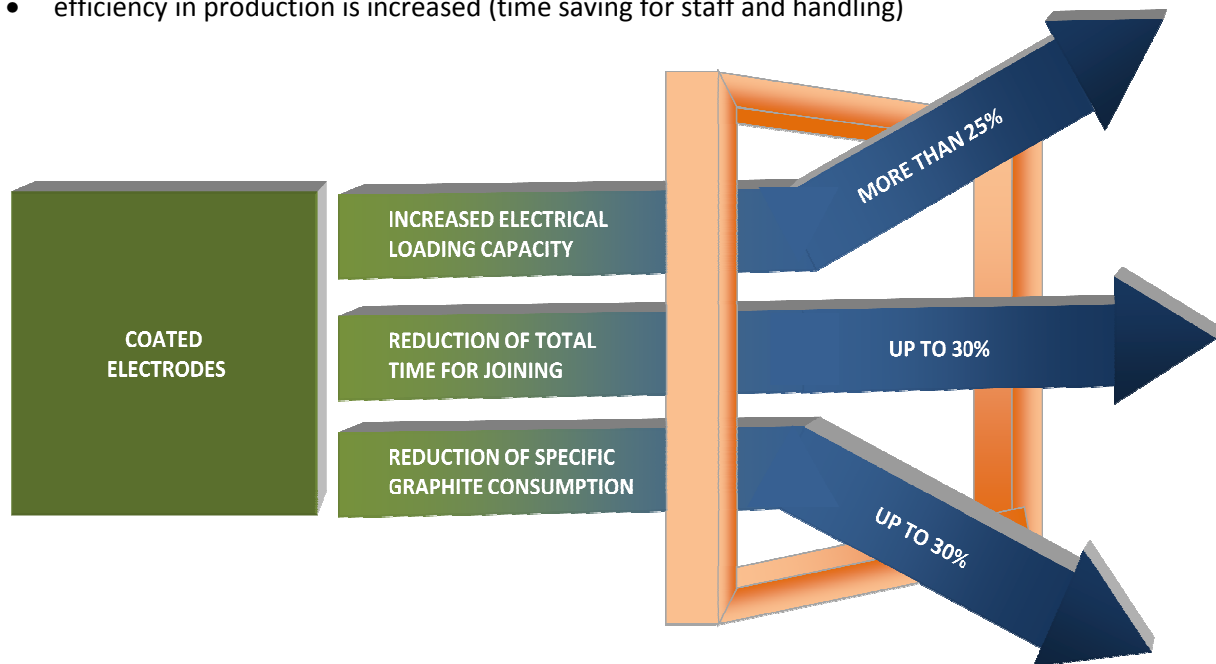 • efficiency in production is increased (time saving for staff and handling)
COATED
ELECTRODES
INCREASED ELECTRICAL
LOADING CAPACITY
MORE THAN 25%
REDUCTION OF TOTAL
TIME FOR JOINING
UP TO 30%
REDUCTION OF SPECIFIC
GRAPHITE CONSUMPTION
UP TO 30%